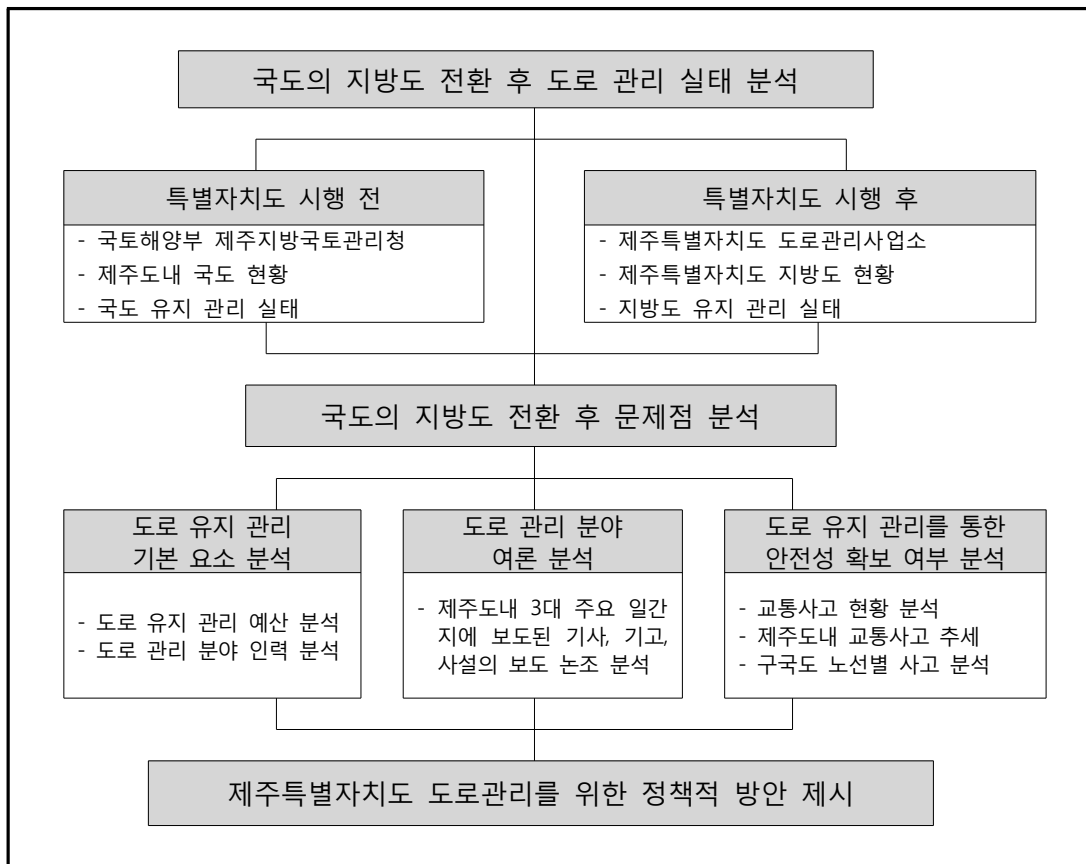 국도의 지방도 전환 후 도로 관리 실태 분석
특별자치도 시행 전
- 국토해양부 제주지방국토관리청
- 제주도내 국도 현황
- 국도 유지 관리 실태
특별자치도 시행 후
- 제주특별자치도 도로관리사업소
- 제주특별자치도 지방도 현황
- 지방도 유지 관리 실태
국도의 지방도 전환 후 문제점 분석
도로 유지 관리
기본 요소 분석
- 도로 유지 관리 예산 분석
- 도로 관리 분야 인력 분석
도로 관리 분야
여론 분석
- 제주도내 3대 주요 일간
지에 보도된 기사, 기고,
사설의 보도 논조 분석
도로 유지 관리를 통한
안전성 확보 여부 분석
- 교통사고 현황 분석
- 제주도내 교통사고 추세
- 구국도 노선별 사고 분석
제주특별자치도 도로관리를 위한 정책적 방안 제시